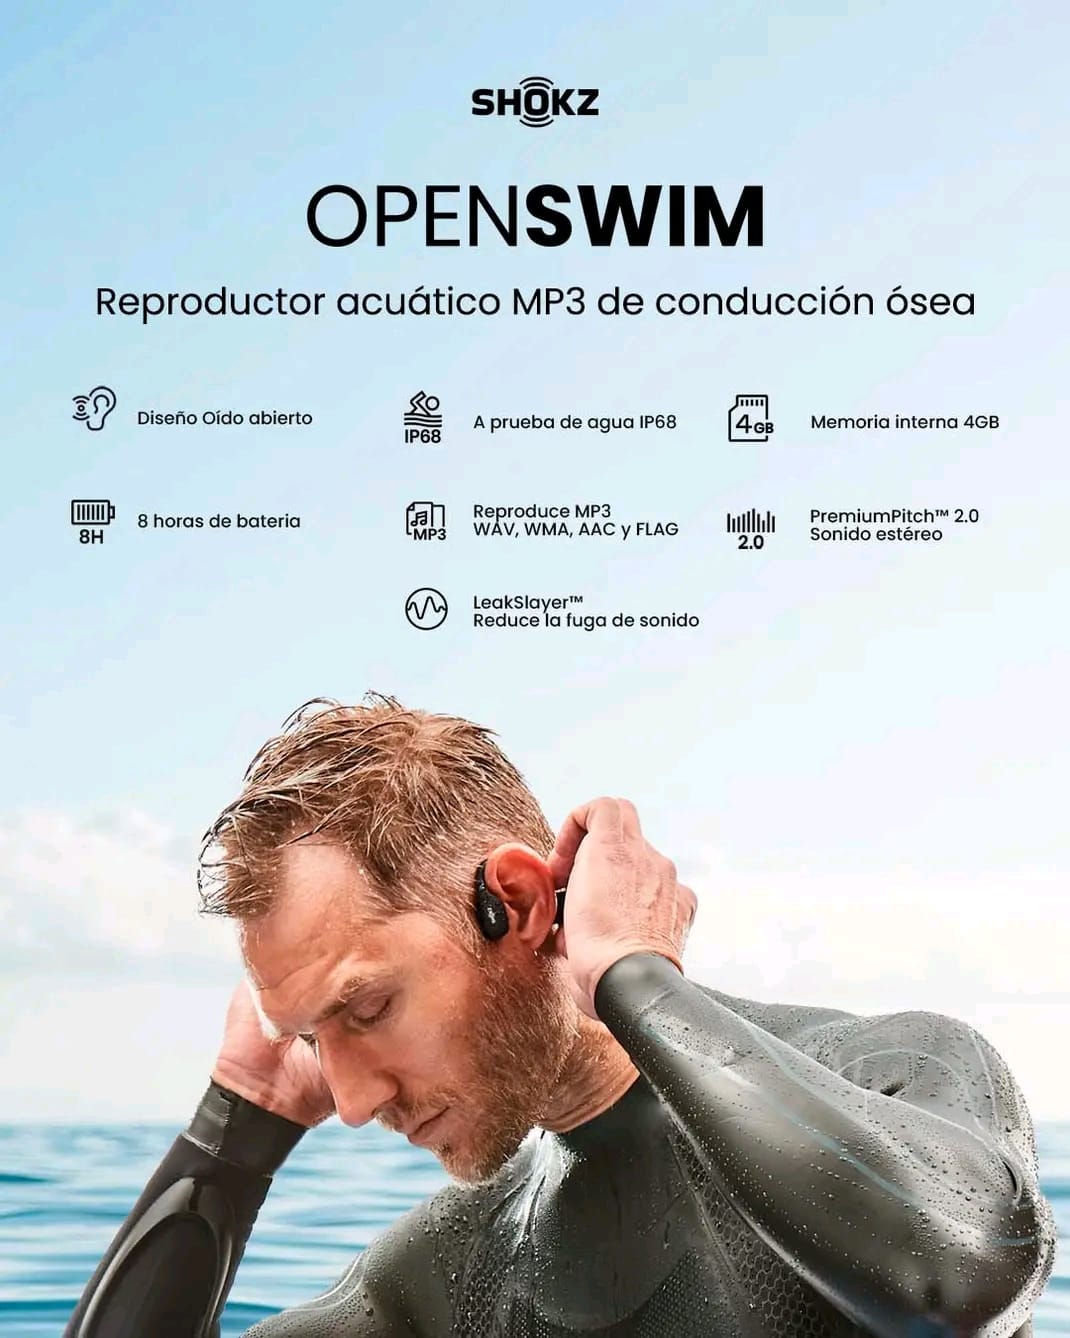 SHOKZ
OPENSWIM
Reproductor acuático MP3 de conducción ósea
Diseño Oído abierto
IP68
A prueba de agua IP68
4GB
Memoria interna 4GB
8H
8 horas de bateria
MP3
Reproduce MP3
WAV, WMA, AAC y FLAG
2.0
PremiumPitch™ 2.0
Sonido estéreo
LeakSlayer™
Reduce la fuga de sonido